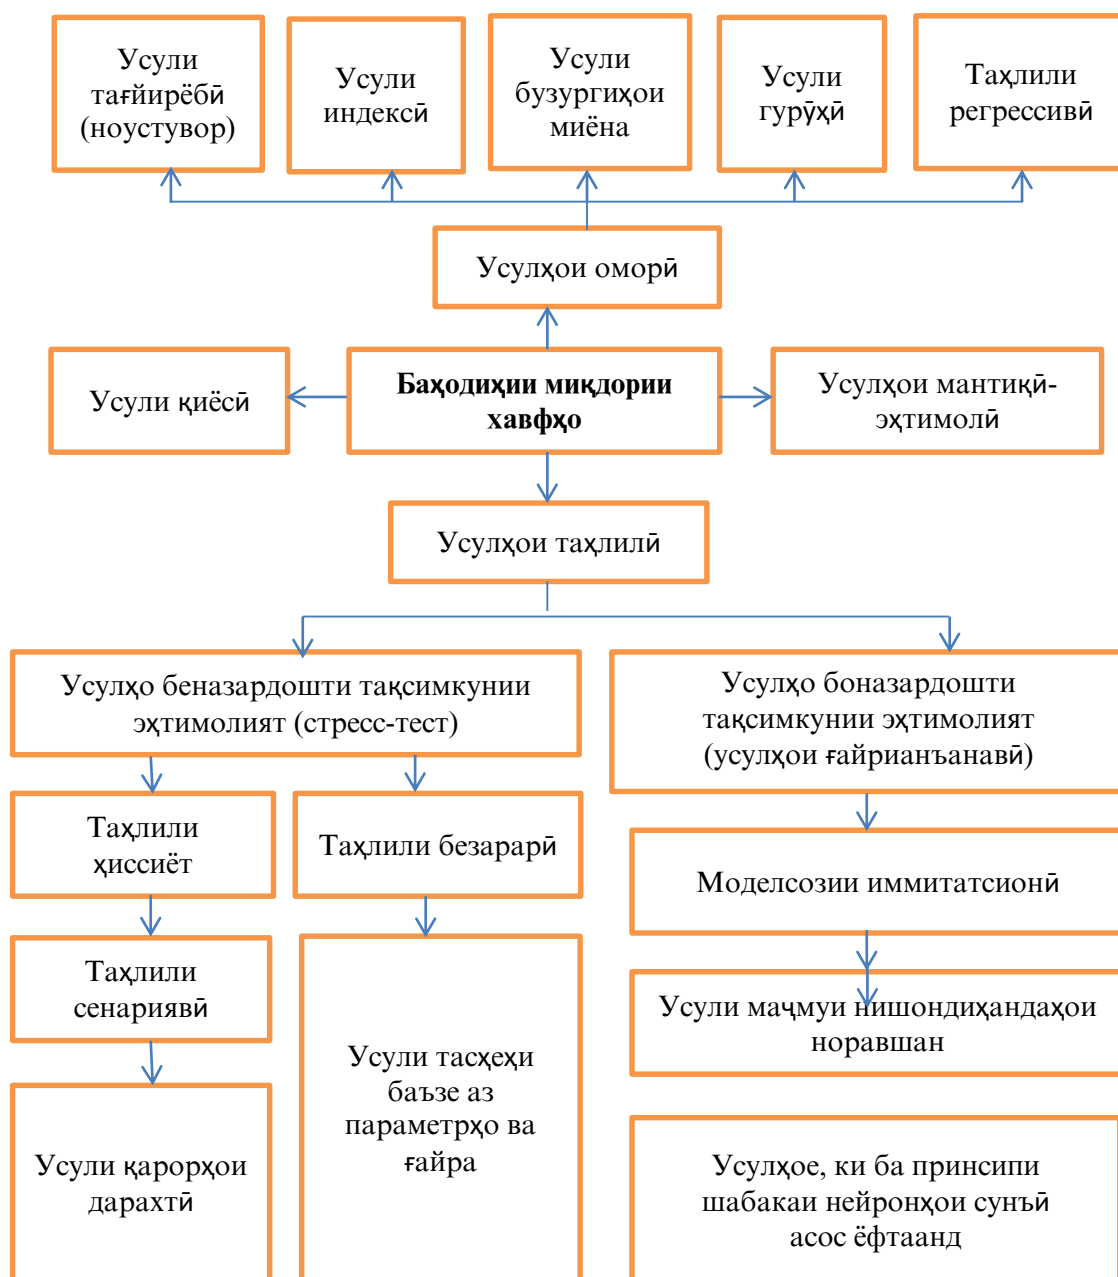 Усули
тағйирёбӣ
(ноустувор)
Усули
индексӣ
Усули
бузургиҳои
миёна
Усули
гурӯҳӣ
Таҳлили
регрессивӣ
Усулҳои оморӣ
Усули қиёсӣ
Баҳодиҳии миқдории
хавфҳо
Усулҳои мантиқӣ-
эҳтимолӣ
Усулҳои таҳлилӣ
Усулҳо беназардошти тақсимкунии
эҳтимолият (стресс-тест)
Усулҳо боназардошти
тақсимкунии эҳтимолият
(усулҳои ғайрианъанавӣ)
Таҳлили
ҳиссиёт
Таҳлили безарарӣ
Моделсозии иммитатсионӣ
Таҳлили
сенариявӣ
Усули маҷмуи нишондиҳандаҳои
норавшан
Усули тасҳеҳи
баъзе аз
параметрҳо ва
ғайра
Усули қарорҳои
дарахтӣ
Усулҳое, ки ба принсипи
шабакаи нейронҳои сунъӣ
асос ёфтаанд